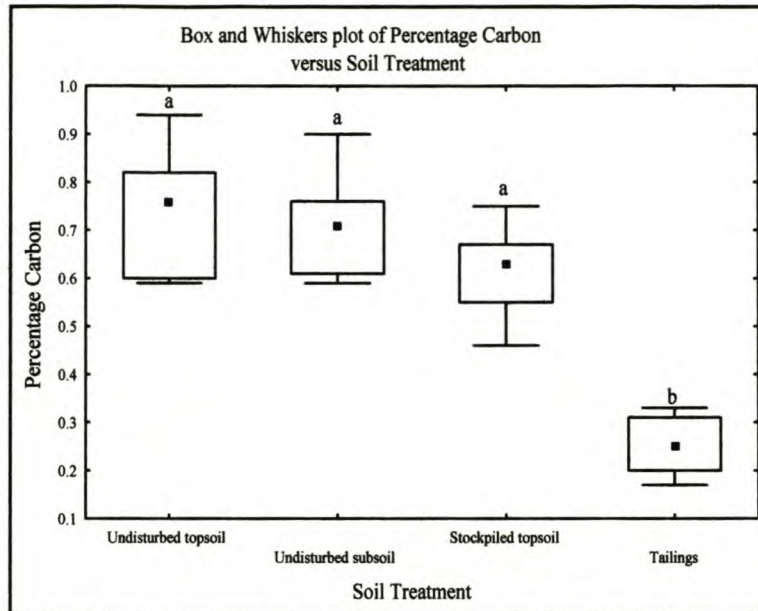 Box and Whiskers plot of Percentage Carbon
versus Soil Treatment
Percentage Carbon
1.0
0.9
0.8
0.7
0.6
0.5
0.4
0.3
0.2
0.1
a
a
a
b
Undisturbed topsoil
Undisturbed subsoil
Stockpiled topsoil
Tailings
Soil Treatment